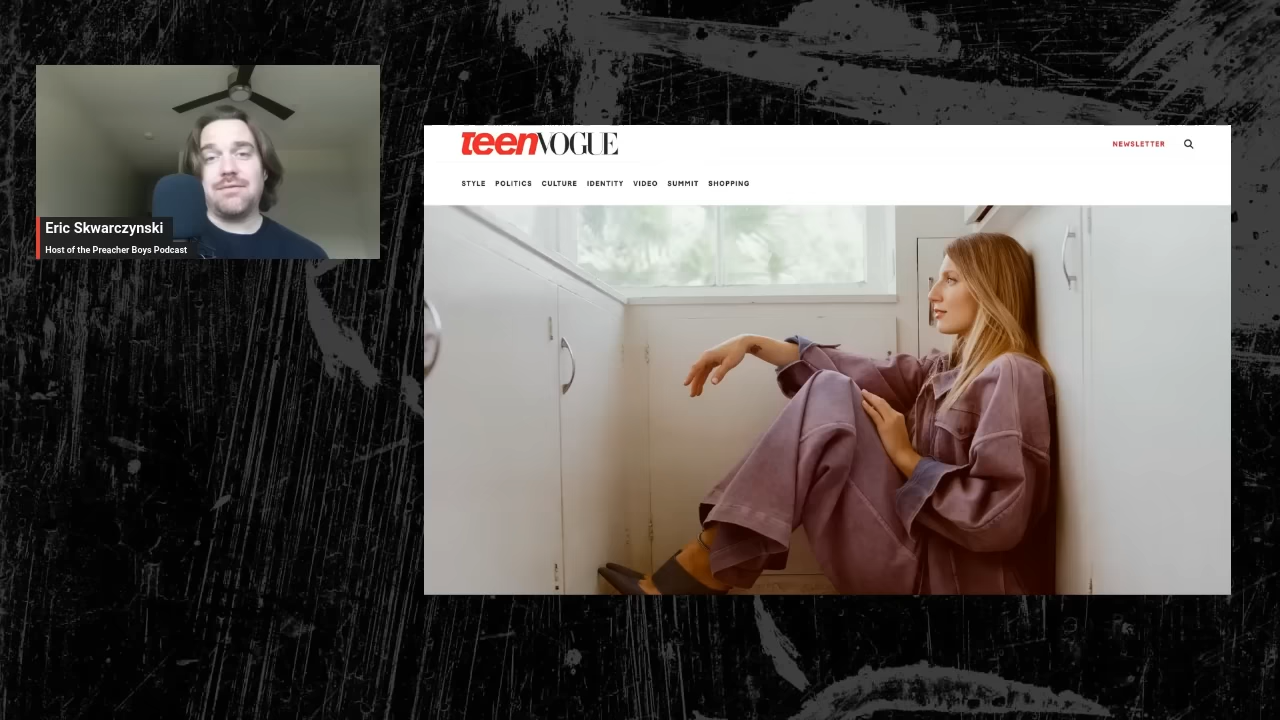 Eric Skwarczynski
Host of the Preacher Boys Podcast
teenVOGUE
NEWSLETTER
STYLE POLITICS CULTURE IDENTITY VIDEO SUMMIT SHOPPING